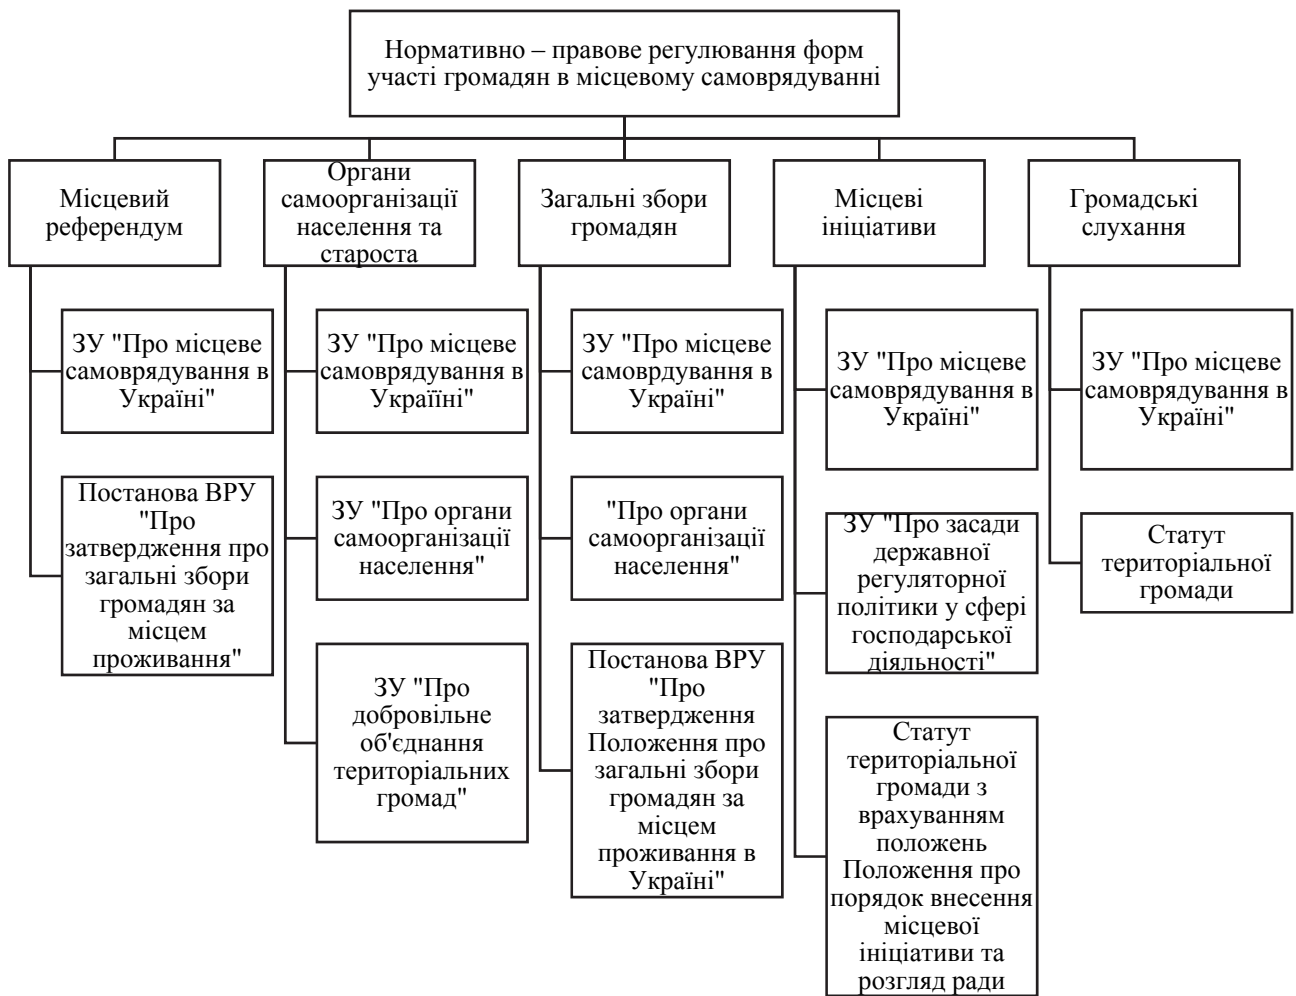 Нормативно – правове регулювання форм
участі громадян в місцевому самоврядуванні
Місцевий
референдум
ЗУ "Про місцеве
самоврядування в
Україні"
Постанова ВРУ
"Про
затвердження про
загальні збори
громадян за
місцем
проживання"
Органи
самоорганізації
населення та
староста
ЗУ "Про місцеве
самоврядування в
Україїні"
ЗУ "Про органи
самоорганізації
населення"
ЗУ "Про
добровільне
об'єднання
територіальних
громад"
Загальні збори
громадян
ЗУ "Про місцеве
самоврдування в
Україні"
"Про органи
самоорганізації
населення"
Постанова ВРУ
"Про
затвердження
Положення про
загальні збори
громадян за
місцем
проживання в
Україні"
Місцеві
ініціативи
ЗУ "Про місцеве
самоврядування в
Україні"
ЗУ "Про засади
державної
регуляторної
політики у сфері
господарської
діяльності"
Статут
територіальної
громади з
врахуванням
положень
Положення про
порядок внесення
місцевої
ініціативи та
розгляд ради
Громадські
слухання
ЗУ "Про місцеве
самоврядування в
Україні"
Статут
територіальної
громади